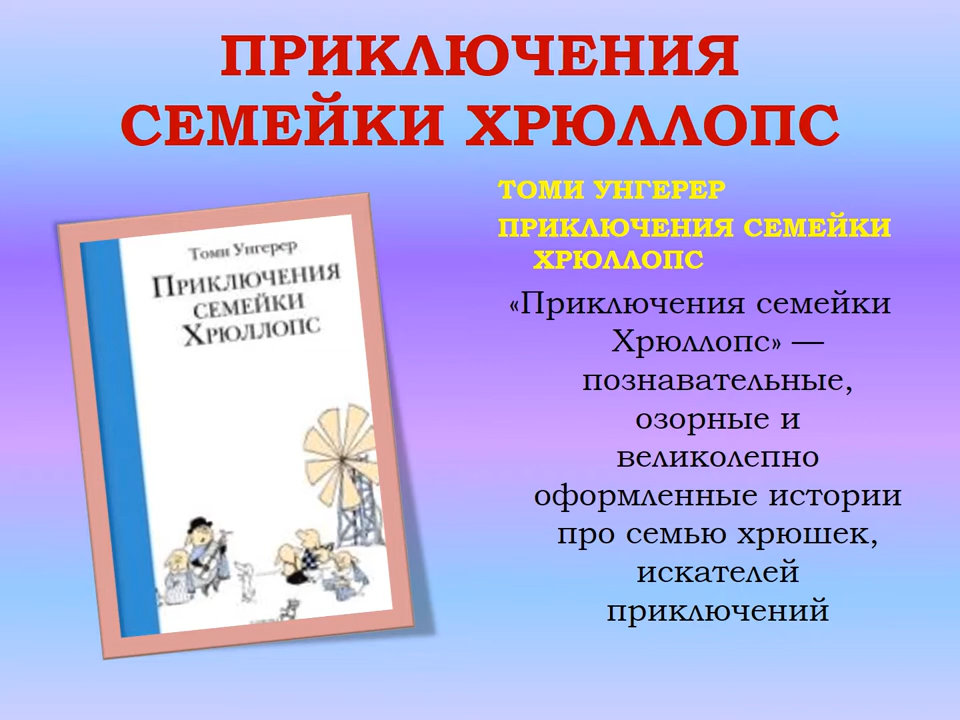 ПРИКЛЮЧЕНИЯ
СЕМЕЙКИ ХРЮЛЛОПС
Томи Унгерер
ПРИКЛЮЧЕНИЯ
СЕМЕЙКИ
ХРЮЛЛОПС
ТОМИ УНГЕРЕР
ПРИКЛЮЧЕНИЯ СЕМЕЙКИ
ХРЮЛЛОПС
«Приключения семейки
Хрюллопс» —
познавательные,
озорные и
великолепно
оформленные истории
про семью хрюшек,
искателей
приключений